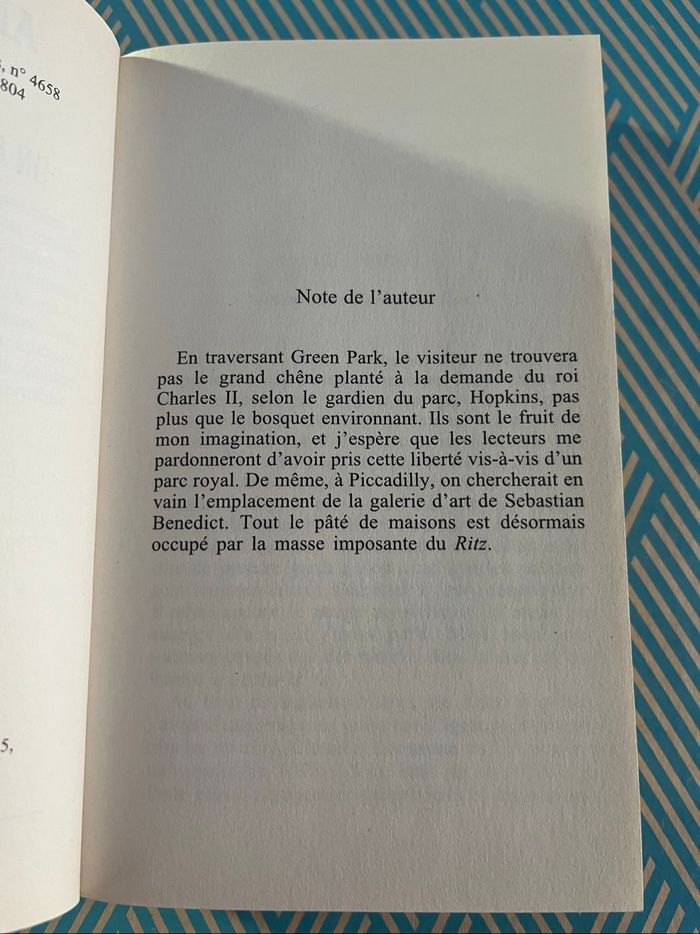 n° 4658
804
5,
Note de l'auteur
En traversant Green Park, le visiteur ne trouvera
pas le grand chêne planté à la demande du roi
Charles II, selon le gardien du parc, Hopkins, pas
plus que le bosquet environnant. Ils sont le fruit de
mon imagination, et j'espère que les lecteurs me
pardonneront d'avoir pris cette liberté vis-à-vis d'un
parc royal. De même, à Piccadilly, on chercherait en
vain l'emplacement de la galerie d'art de Sebastian
Benedict. Tout le pâté de maisons est désormais
occupé par la masse imposante du Ritz.